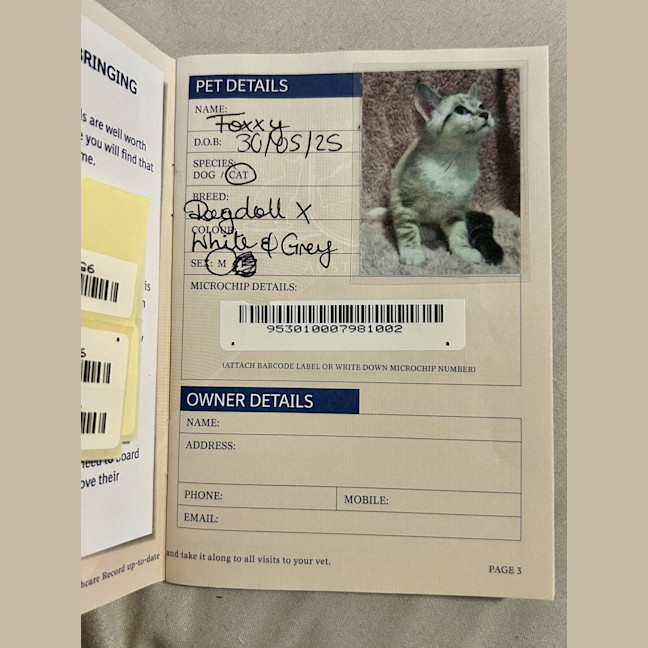 RINGING
s are well worth
you will find that
me.
G6
is
S
need to board
ove their
hcare Record up-to-date and take it along to all visits to your vet.
PET DETAILS
NAME: Foxxy
D.O.B: 30/05/25
SPECIES:
DOG / CAT
BREED:
Ragdoll X
COLOUR:
White & Grey
SEX: M
MICROCHIP DETAILS:
953010007981002
(ATTACH BARCODE LABEL OR WRITE DOWN MICROCHIP NUMBER)
OWNER DETAILS
NAME:
ADDRESS:
PHONE: MOBILE:
EMAIL:
PAGE 3